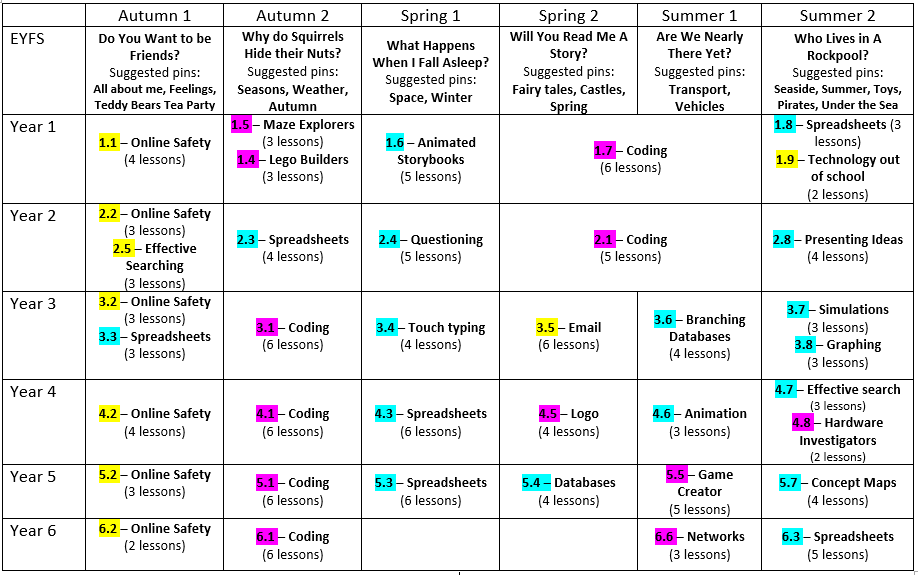 Autumn 1
Autumn 2
Spring 1
Spring 2
Summer 1
Summer 2
EYFS
Do You Want to be
Friends?
Suggested pins:
All about me, Feelings,
Teddy Bears Tea Party
Why do Squirrels
Hide their Nuts?
Suggested pins:
Seasons, Weather,
Autumn
What Happens
When I Fall Asleep?
Suggested pins:
Space, Winter
Will You Read Me A
Story?
Suggested pins:
Fairy tales, Castles,
Spring
Are We Nearly
There Yet?
Suggested pins:
Transport,
Vehicles
Who Lives in A
Rockpool?
Suggested pins:
Seaside, Summer, Toys,
Pirates, Under the Sea
Year 1
1.1 – Online Safety
(4 lessons)
1.5 – Maze Explorers
(3 lessons)
1.4 – Lego Builders
(3 lessons)
1.6 – Animated
Storybooks
(5 lessons)
1.7 – Coding
(6 lessons)
1.8 – Spreadsheets (3
lessons)
1.9 – Technology out
of school
(2 lessons)
Year 2
2.2 – Online Safety
(3 lessons)
2.5 – Effective
Searching
(3 lessons)
2.3 – Spreadsheets
(4 lessons)
2.4 – Questioning
(5 lessons)
2.1 – Coding
(5 lessons)
2.8 – Presenting Ideas
(4 lessons)
Year 3
3.2 – Online Safety
(3 lessons)
3.3 – Spreadsheets
(3 lessons)
3.1 – Coding
(6 lessons)
3.4 – Touch typing
(4 lessons)
3.5 – Email
(6 lessons)
3.6 – Branching
Databases
(4 lessons)
3.7 – Simulations
(3 lessons)
3.8 – Graphing
(3 lessons)
Year 4
4.2 – Online Safety
(4 lessons)
4.1 – Coding
(6 lessons)
4.3 – Spreadsheets
(6 lessons)
4.5 – Logo
(4 lessons)
4.6 – Animation
(3 lessons)
4.7 – Effective search
(3 lessons)
4.8 – Hardware
Investigators
(2 lessons)
Year 5
5.2 – Online Safety
(3 lessons)
5.1 – Coding
(6 lessons)
5.3 – Spreadsheets
(6 lessons)
5.4 – Databases
(4 lessons)
5.5 – Game
Creator
(5 lessons)
5.7 – Concept Maps
(4 lessons)
Year 6
6.2 – Online Safety
(2 lessons)
6.1 – Coding
(6 lessons)
6.6 – Networks
(3 lessons)
6.3 – Spreadsheets
(5 lessons)